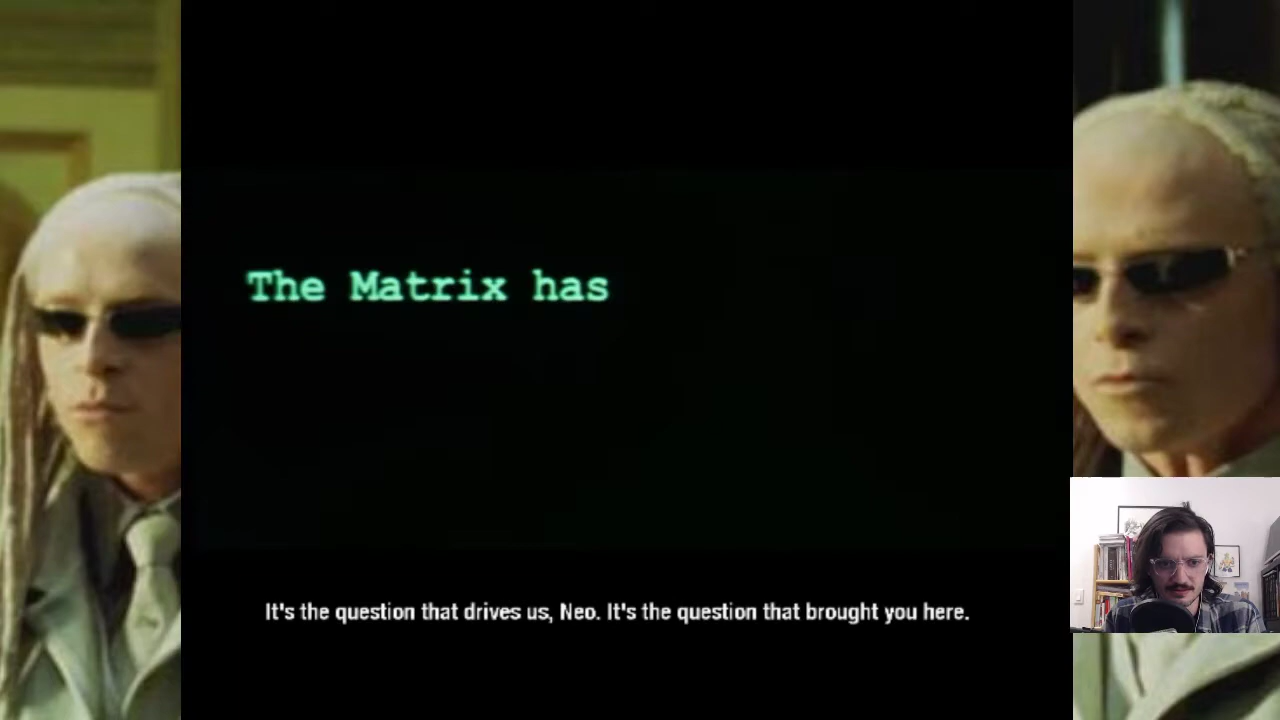 The Matrix has
It's the question that drives us, Neo. It's the question that brought you here.